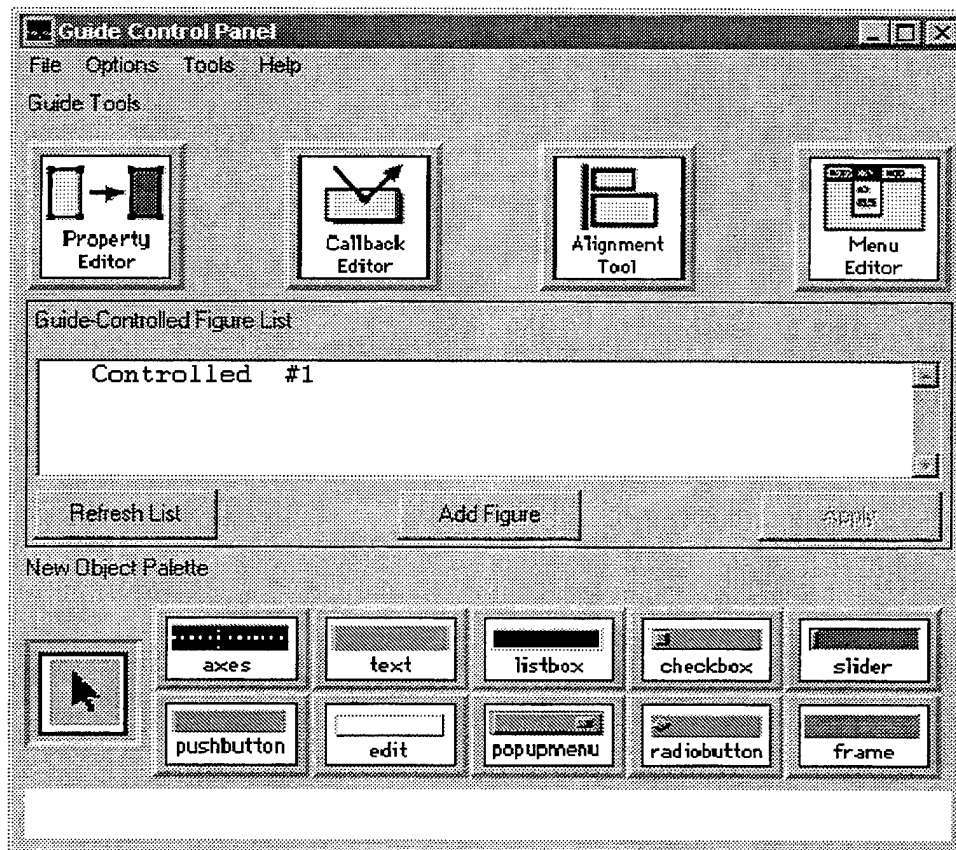 Guide Control Panel
File Options Tools Help
Guide Tools
Property
Editor
Callback
Editor
Alignment
Tool
Menu
Editor
Guide-Controlled Figure List
Controlled #1
Refresh List Add Figure Apply
New Object Palette
axes text listbox checkbox slider
pushbutton edit popupmenu radiobutton frame